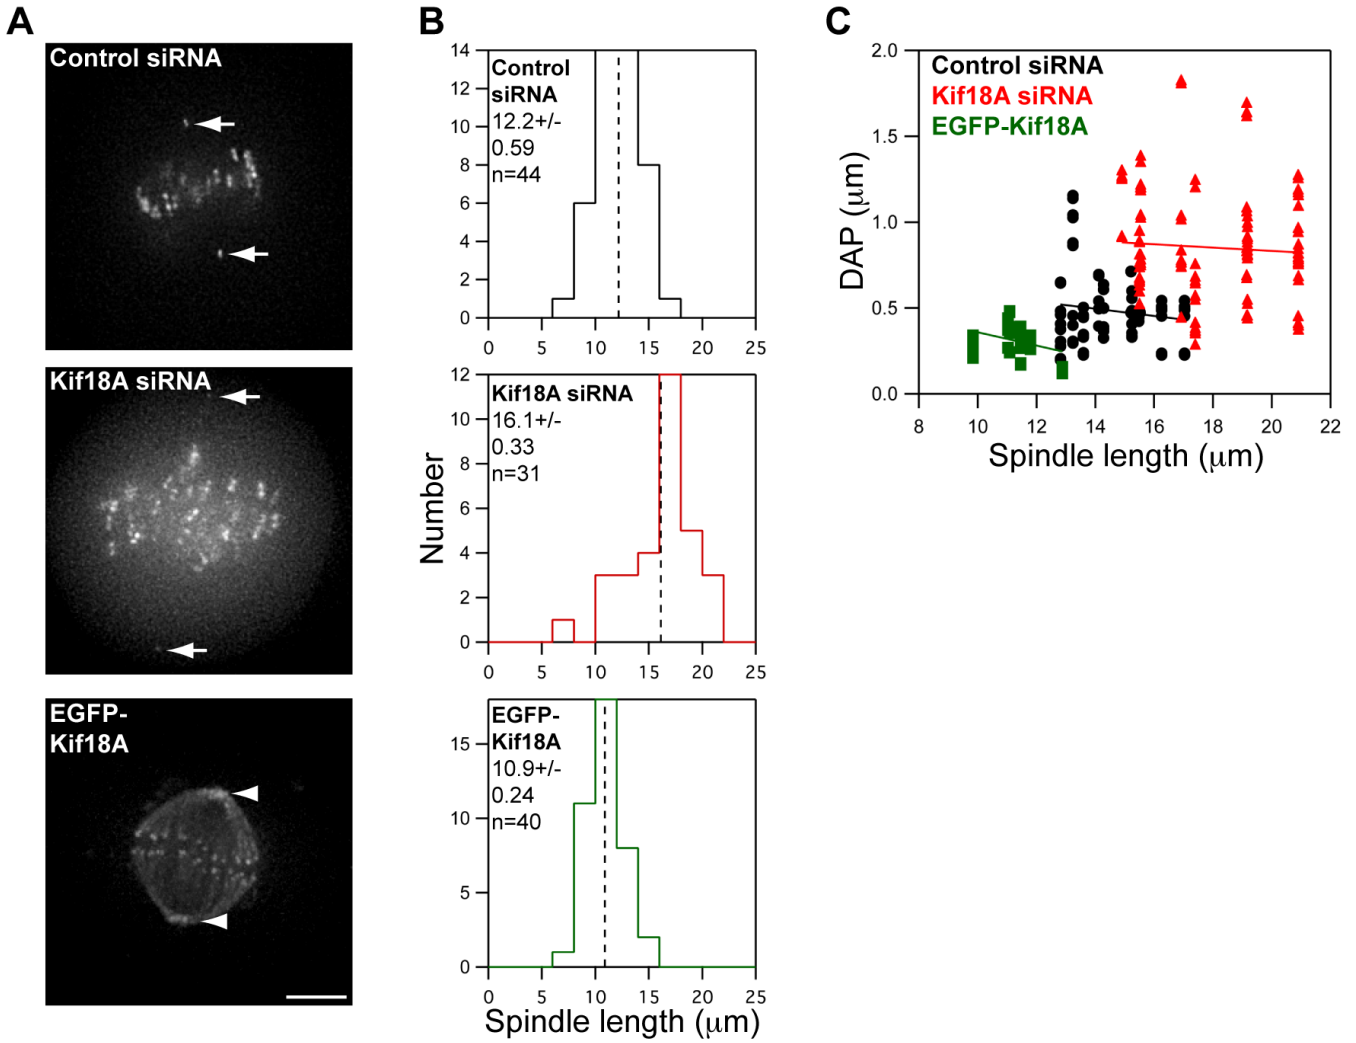 A
Control siRNA
Kif18A siRNA
EGFP-
Kif18A
B
14
12
10
8
6
4
2
0
Control
siRNA
12.2+/-
0.59
n=44
0 5 10 15 20 25
12
10
8
6
4
2
0
Kif18A siRNA
16.1+/-
0.33
n=31
Number
0 5 10 15 20 25
15
10
5
0
EGFP-
Kif18A
10.9+/-
0.24
n=40
0 5 10 15 20 25
Spindle length (μm)
C
2.0
1.5
1.0
0.5
0.0
DAP (μm)
Control siRNA
Kif18A siRNA
EGFP-Kif18A
8 10 12 14 16 18 20 22
Spindle length (μm)